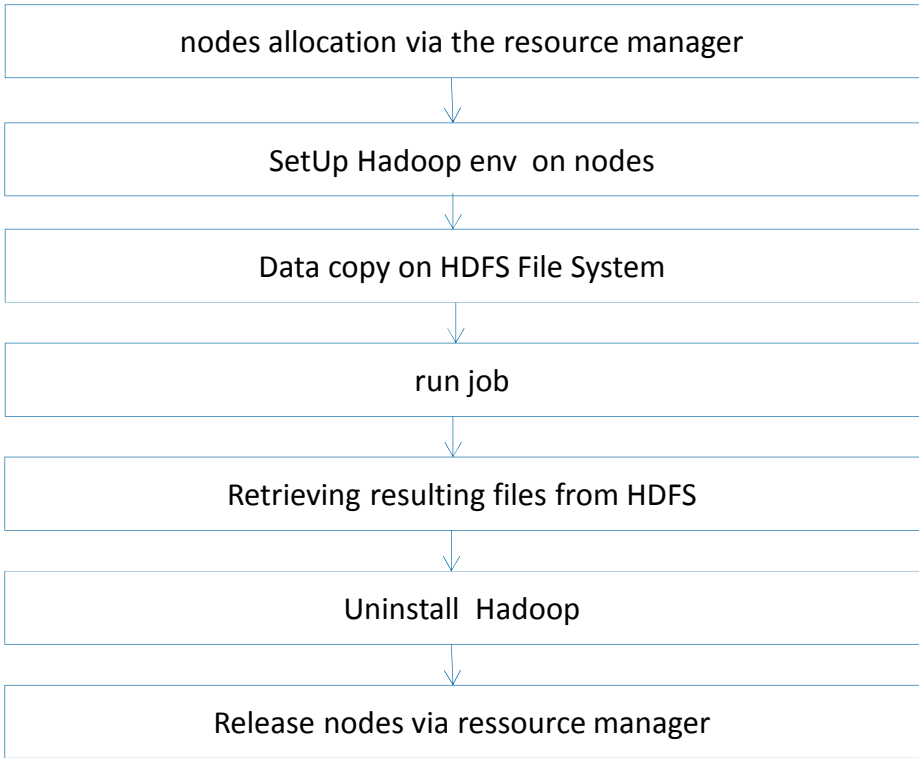 nodes allocation via the resource manager
SetUp Hadoop env on nodes
Data copy on HDFS File System
run job
Retrieving resulting files from HDFS
Uninstall Hadoop
Release nodes via ressource manager